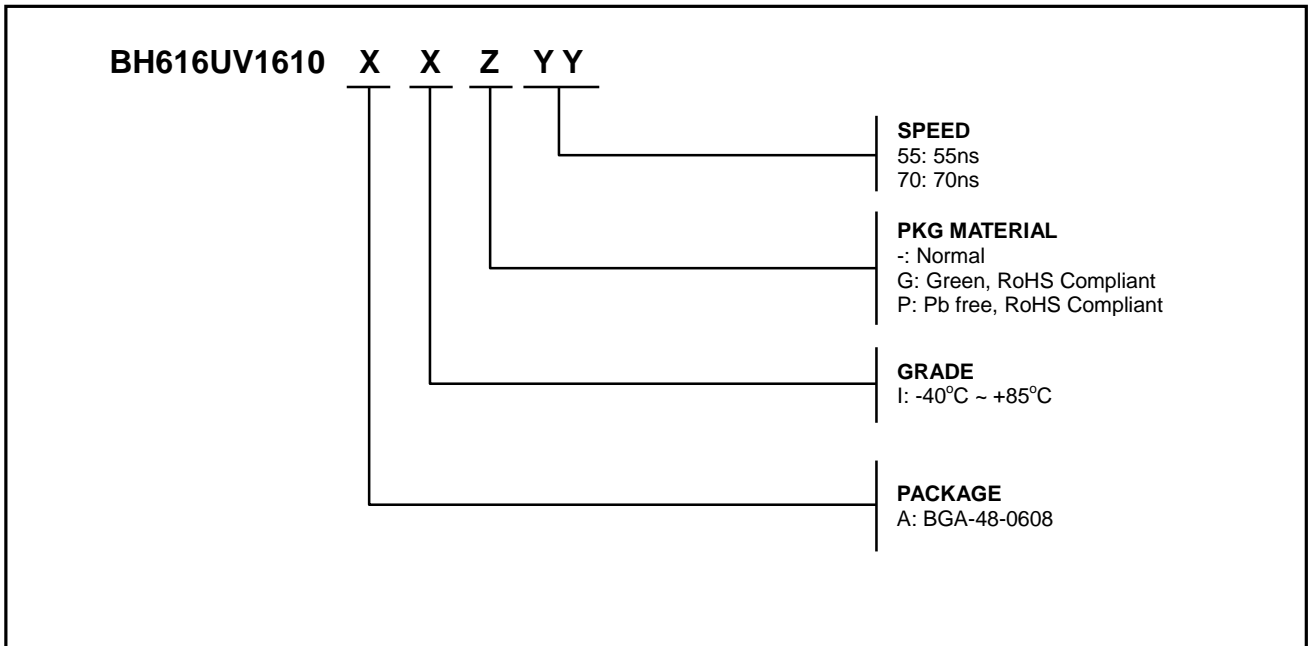 BH616UV1610 X X Z Y Y
SPEED
55: 55ns
70: 70ns
PKG MATERIAL
-: Normal
G: Green, RoHS Compliant
P: Pb free, RoHS Compliant
GRADE
I: -40°C ~ +85°C
PACKAGE
A: BGA-48-0608